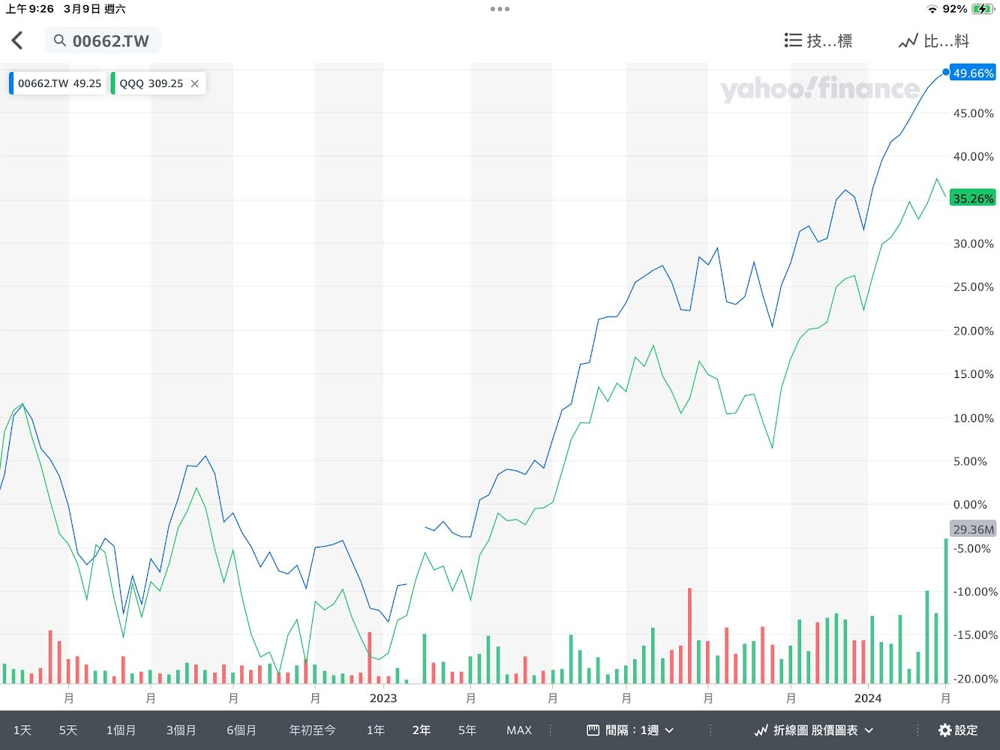 上午9:26 3月9日 週六
92%
00662.TW
技...標
比...料
00662.TW 49.25
QQQ 309.25
yahoo!finance
49.66%
45.00%
40.00%
35.26%
30.00%
25.00%
20.00%
15.00%
10.00%
5.00%
0.00%
29.36M
-5.00%
-10.00%
-15.00%
-20.00%
月 月 月 月 2023 月 月 月 月 月 2024 月
1天 5天 1個月 3個月 6個月 年初至今 1年 2年 5年 MAX 間隔：1週 折線圖 股價圖表 設定